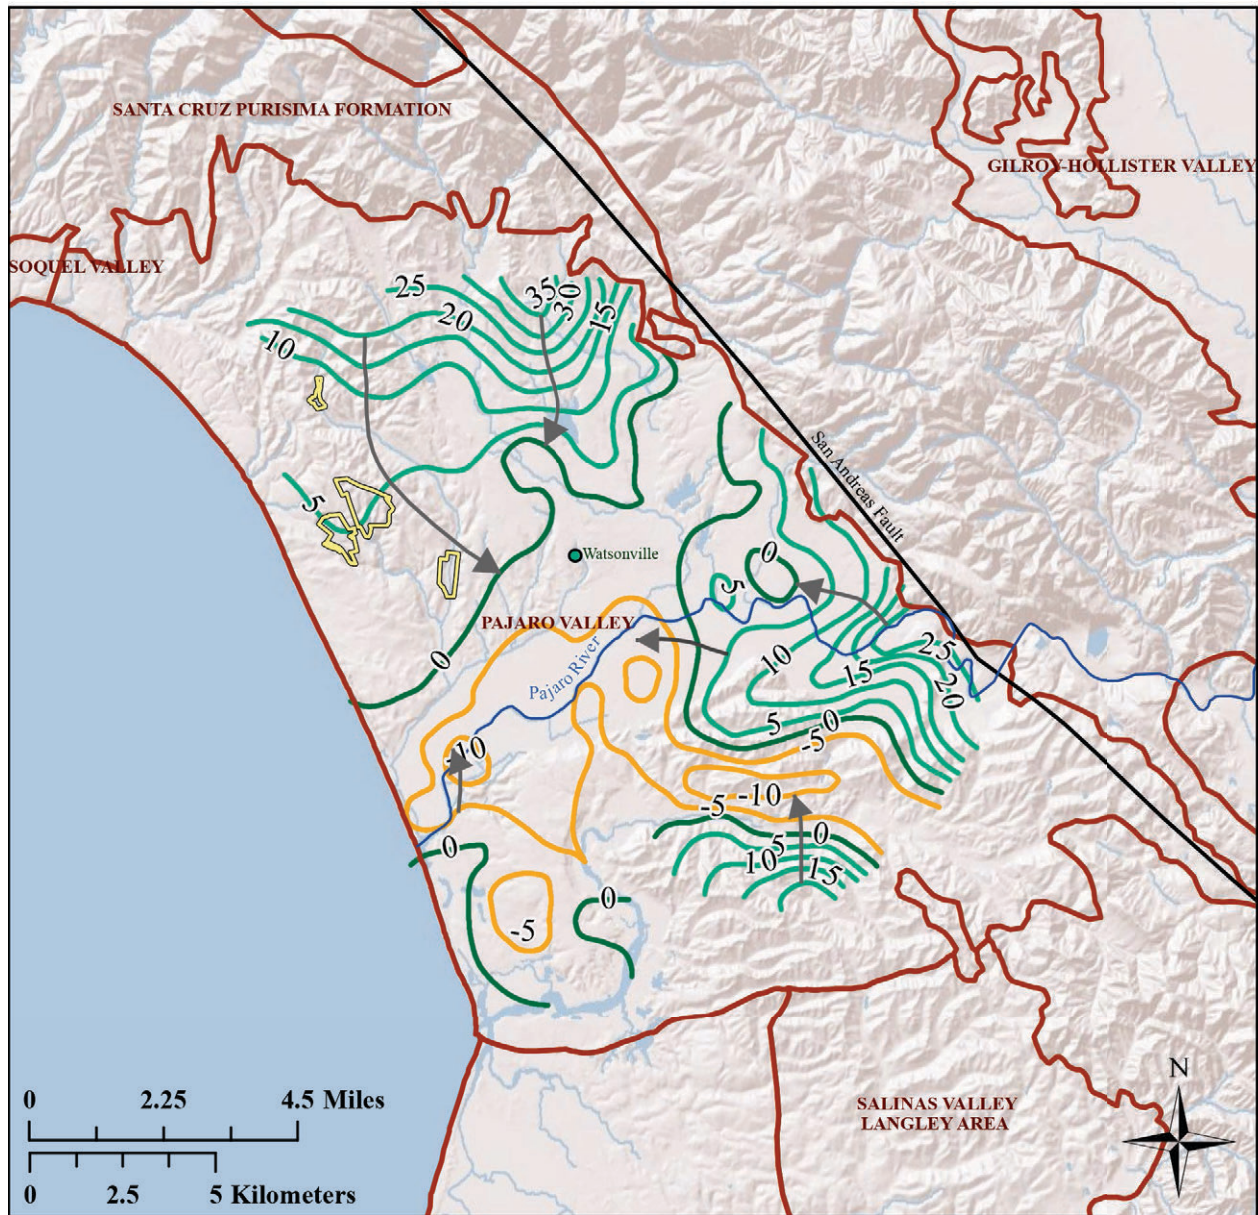 SANTA CRUZ PURISIMA FORMATION
GILROY-HOLLISTER VALLEY
SOQUEL VALLEY
25
35
30
20
15
10
San Andreas Fault
5
0
Watsonville
5
PAJARO VALLEY
0
10
25
Pajaro River
15
20
5
0
-5
-10
-10
-5
0
0
5
10
15
0
-5
0 2.25 4.5 Miles
0 2.5 5 Kilometers
N
SALINAS VALLEY
LANGLEY AREA